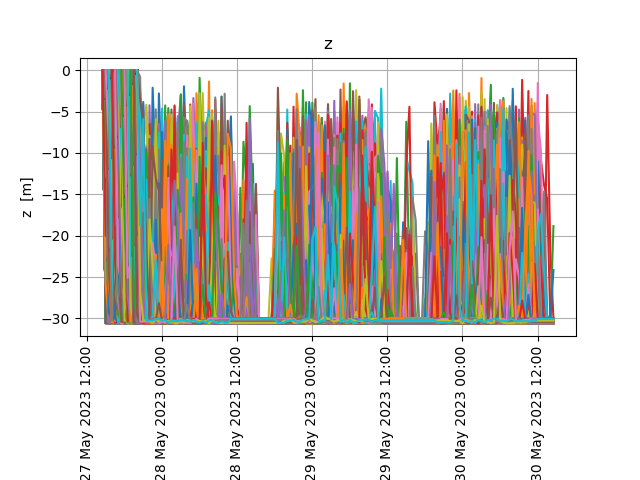 z
0
−5
−10
−15
−20
−25
−30
z [m]
27 May 2023 12:00
28 May 2023 00:00
28 May 2023 12:00
29 May 2023 00:00
29 May 2023 12:00
30 May 2023 00:00
30 May 2023 12:00